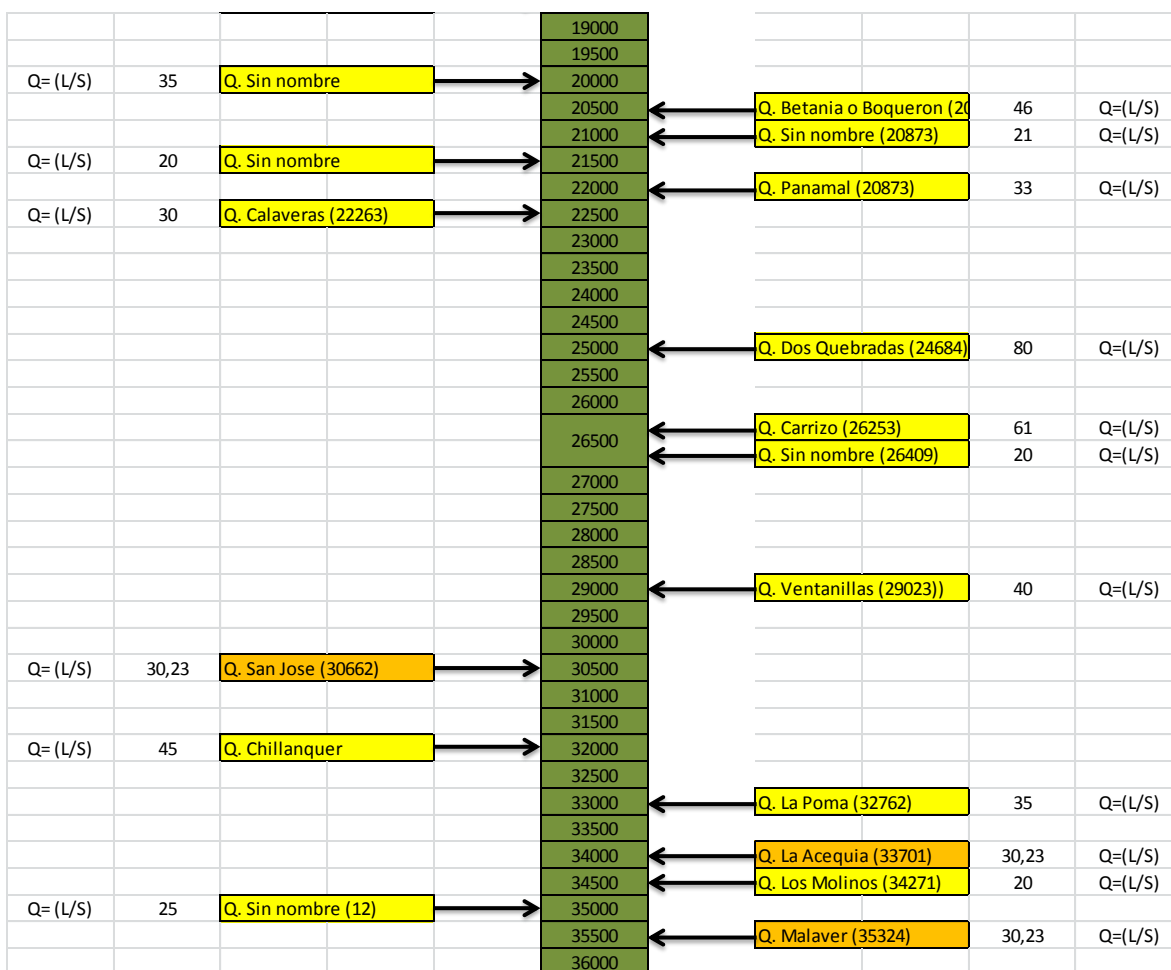 19000
19500
Q= (L/S) 35 Q. Sin nombre 20000
20500 Q. Betania o Boqueron (20 46 Q=(L/S)
21000 Q. Sin nombre (20873) 21 Q=(L/S)
Q= (L/S) 20 Q. Sin nombre 21500
22000 Q. Panamal (20873) 33 Q=(L/S)
Q= (L/S) 30 Q. Calaveras (22263) 22500
23000
23500
24000
24500
25000 Q. Dos Quebradas (24684) 80 Q=(L/S)
25500
26000
26500 Q. Carrizo (26253) 61 Q=(L/S)
Q. Sin nombre (26409) 20 Q=(L/S)
27000
27500
28000
28500
29000 Q. Ventanillas (29023)) 40 Q=(L/S)
29500
30000
Q= (L/S) 30,23 Q. San Jose (30662) 30500
31000
31500
Q= (L/S) 45 Q. Chillanquer 32000
32500
33000 Q. La Poma (32762) 35 Q=(L/S)
33500
34000 Q. La Acequia (33701) 30,23 Q=(L/S)
34500 Q. Los Molinos (34271) 20 Q=(L/S)
Q= (L/S) 25 Q. Sin nombre (12) 35000
35500 Q. Malaver (35324) 30,23 Q=(L/S)
36000